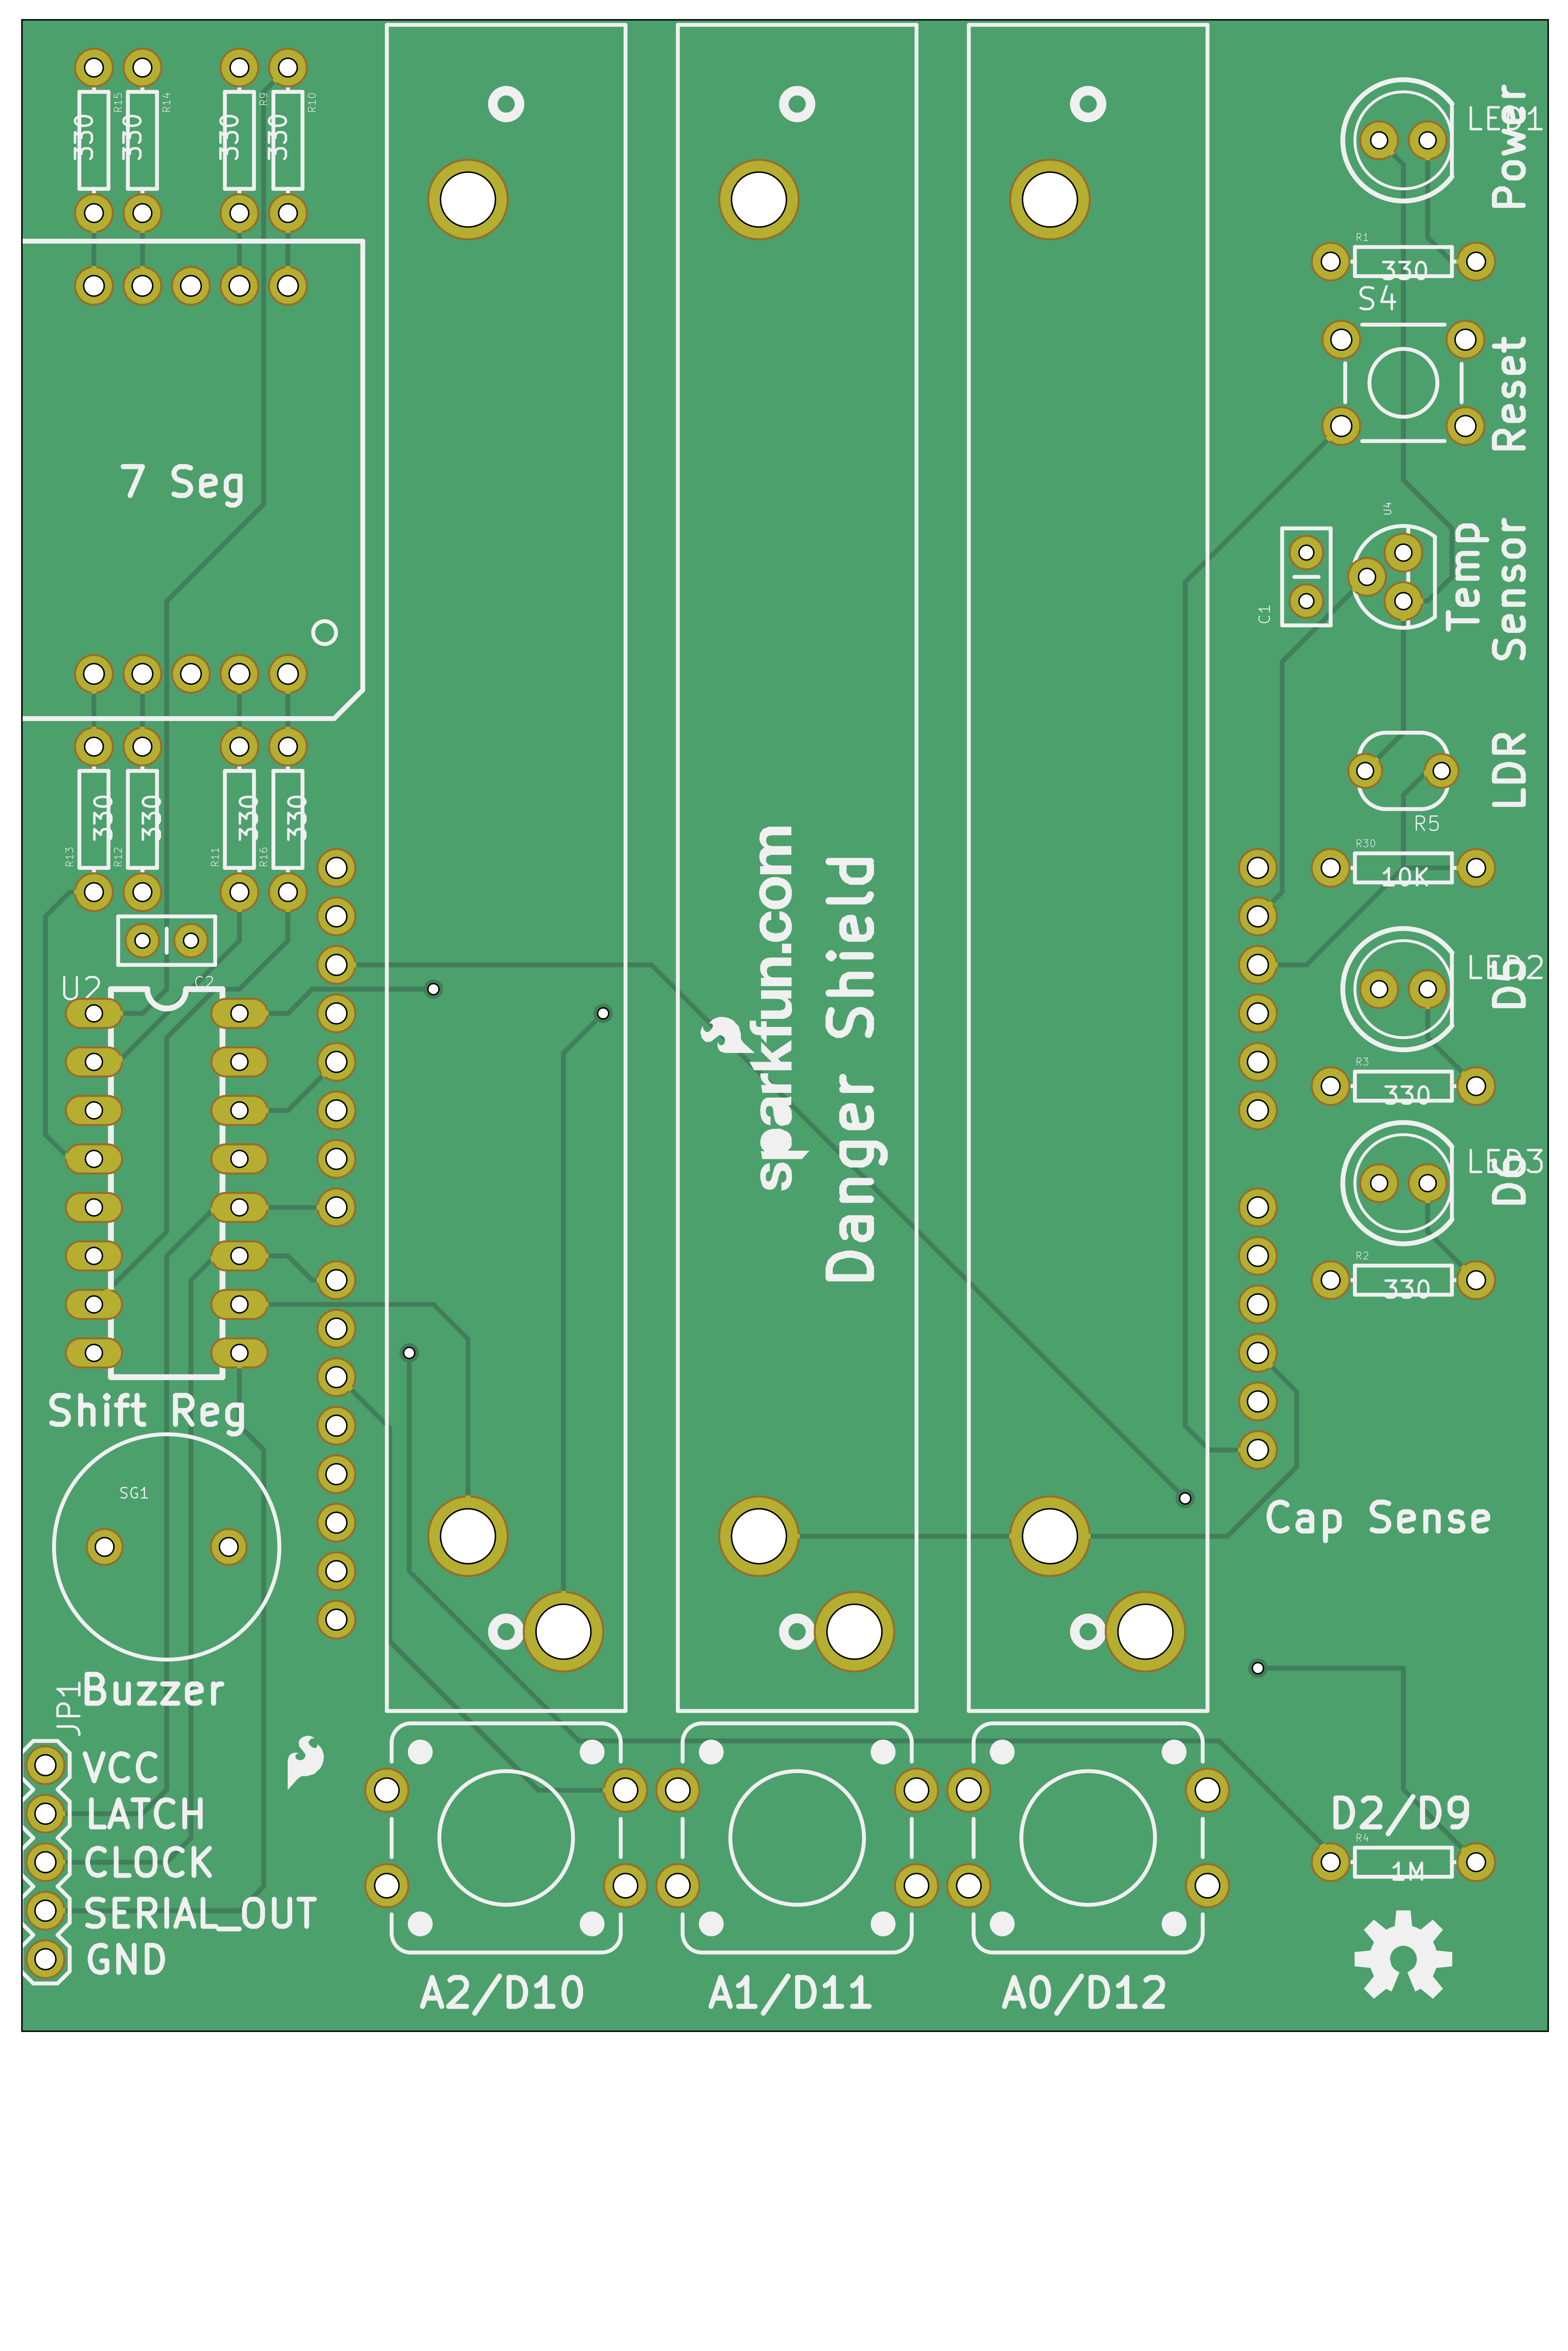 R15
R14
R9
R10
330
330
330
330
LED1
Power
R1
330
S4
Reset
7 Seg
U4
Temp
Sensor
C1
LDR
R5
330
330
330
330
R13
R12
R11
R16
R30
10K
sparkfun.com
Danger Shield
U2
C2
LED2
D5
R3
330
LED3
D6
R2
330
Shift Reg
SG1
Cap Sense
Buzzer
JP1
VCC
LATCH
CLOCK
SERIAL_OUT
GND
D2/D9
R4
1M
A2/D10
A1/D11
A0/D12